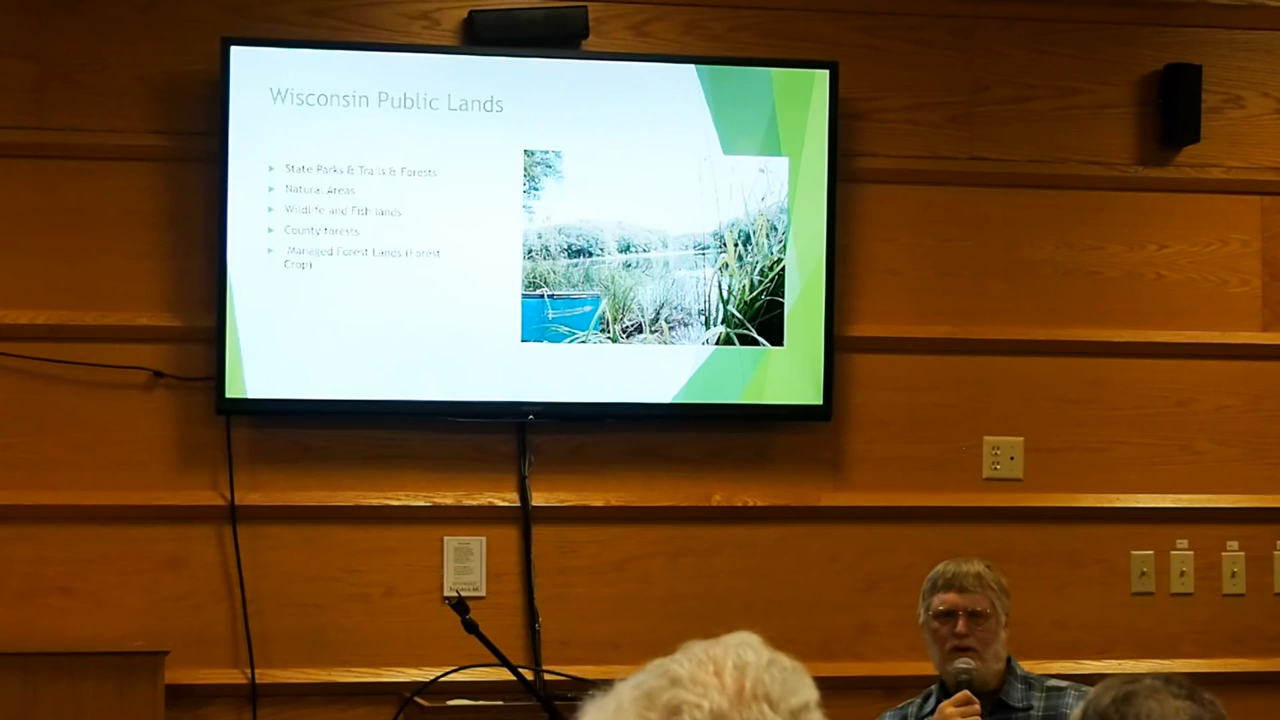 Wisconsin Public Lands
State Parks & Trails & Forests
Natural Areas
Wildlife and Fish lands
County forests
Managed Forest Lands (Forest
Crop)